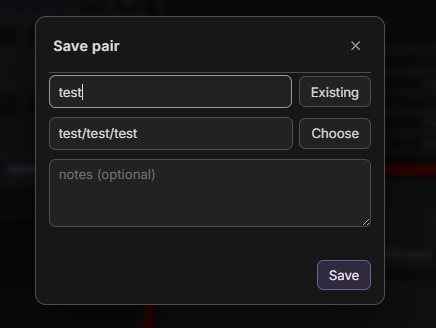 Save pair
test
Existing
test/test/test
Choose
notes (optional)
Save